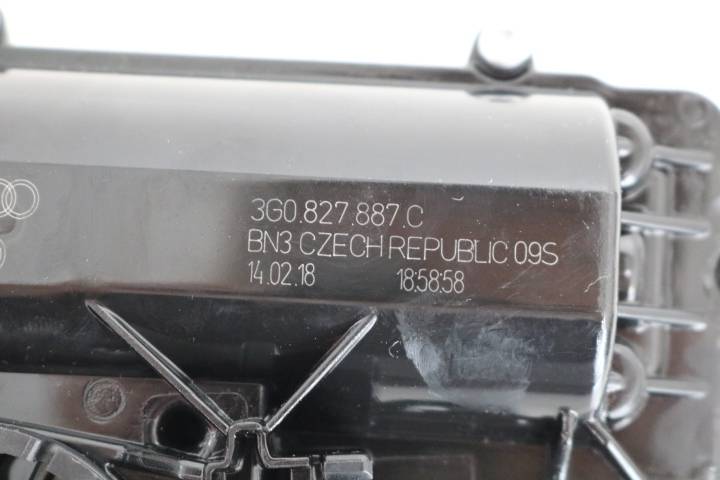 3G0.827.887.C
BN3 CZECH REPUBLIC 09S
14.02.18 18:58:58